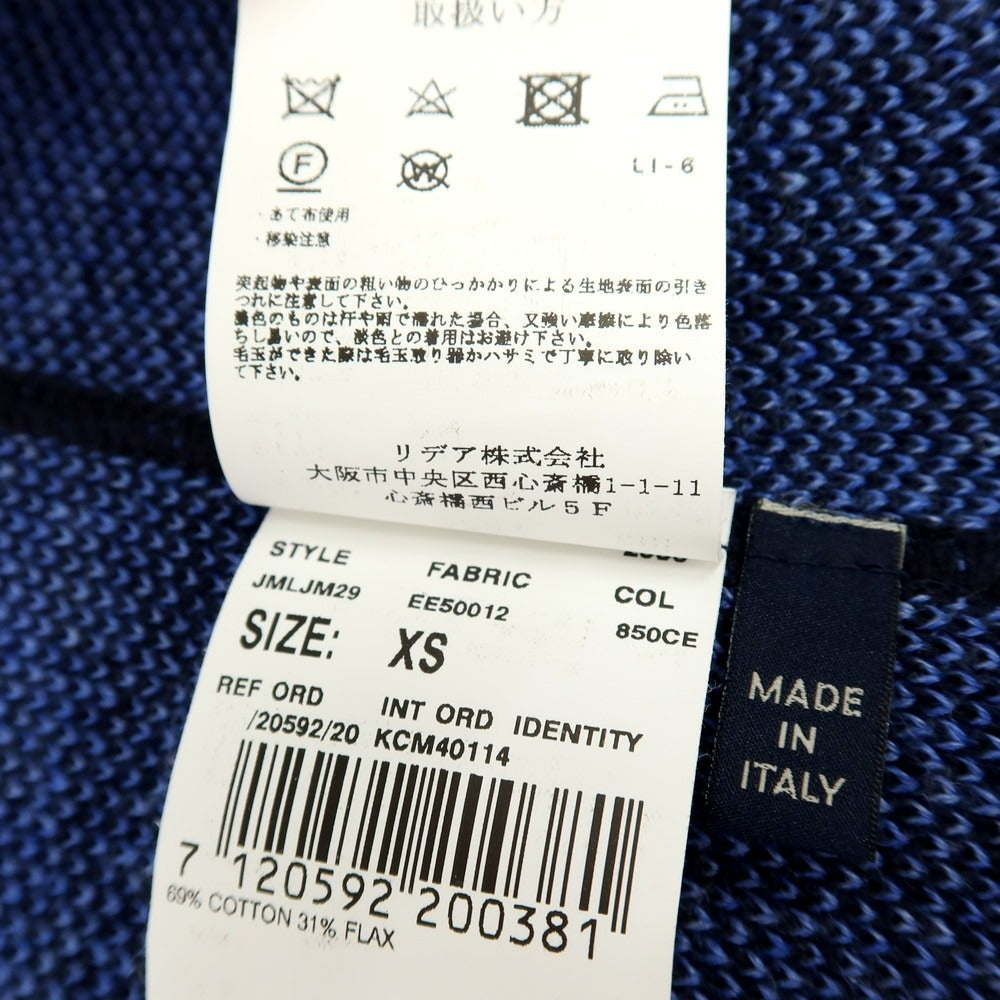 取扱い方
F
W
LI-6
・あて布使用
・移染注意
突起物や表面の粗い物のひっかかりによる生地表面の引き
つれに注意して下さい。
濃色のものは汗や雨で濡れた場合、又強い摩擦により色落
ちし易いので、淡色との着用はお避け下さい。
毛玉ができた際は毛玉取り器かハサミで丁寧に取り除い
て下さい。
リデア株式会社
大阪市中央区西心斎橋1-1-11
心斎橋西ビル5F
STYLE FABRIC COL
JMLJM29 EE50012 850CE
SIZE: XS
REF ORD INT ORD IDENTITY
/20592/20 KCM40114
7 120592 200381
69% COTTON 31% FLAX
MADE
IN
ITALY